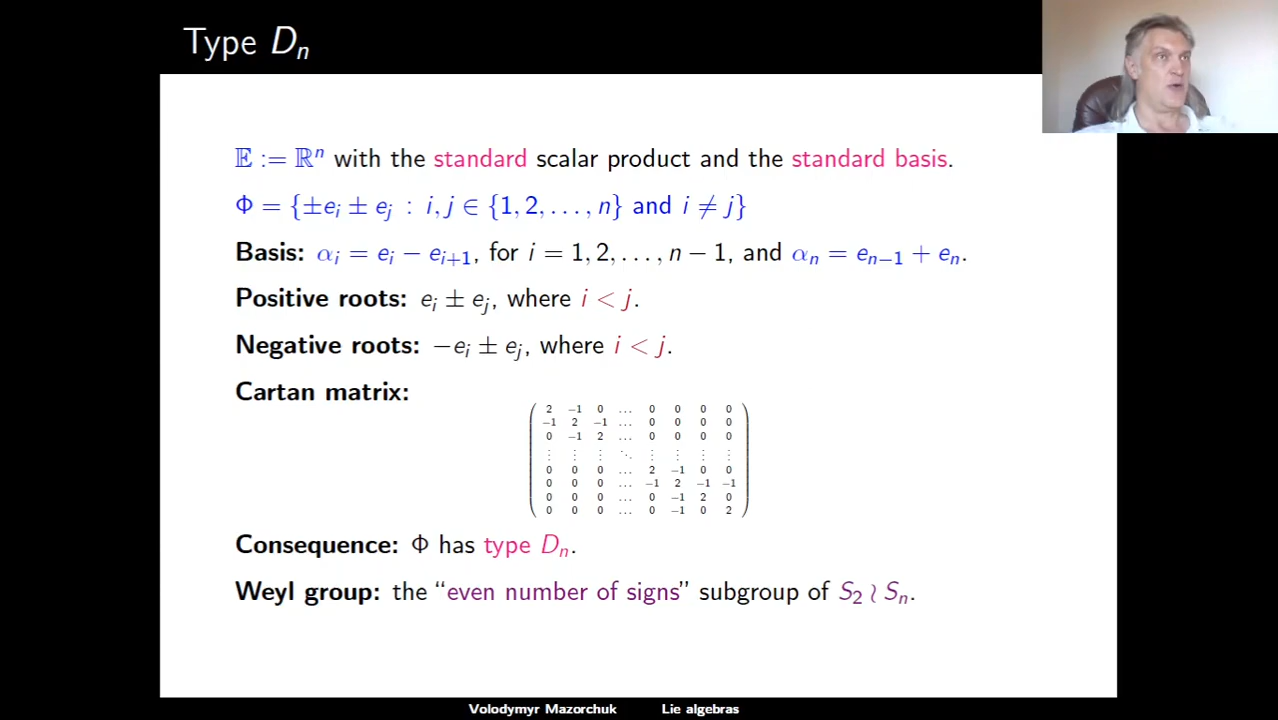 Type Dₙ
𝔼 := ℝⁿ with the standard scalar product and the standard basis.
Φ = {±eᵢ ± eⱼ : i, j ∈ {1, 2, . . . , n} and i ≠ j}
Basis: αᵢ = eᵢ − eᵢ₊₁, for i = 1, 2, . . . , n − 1, and αₙ = eₙ₋₁ + eₙ.
Positive roots: eᵢ ± eⱼ, where i < j.
Negative roots: −eᵢ ± eⱼ, where i < j.
Cartan matrix:
2 −1 0 … 0 0 0 0
−1 2 −1 … 0 0 0 0
0 −1 2 … 0 0 0 0
⋮ ⋮ ⋮ ⋱ ⋮ ⋮ ⋮ ⋮
0 0 0 … 2 −1 0 0
0 0 0 … −1 2 −1 −1
0 0 0 … 0 −1 2 0
0 0 0 … 0 −1 0 2
Consequence: Φ has type Dₙ.
Weyl group: the “even number of signs” subgroup of S₂ ≀ Sₙ.
Volodymyr Mazorchuk Lie algebras